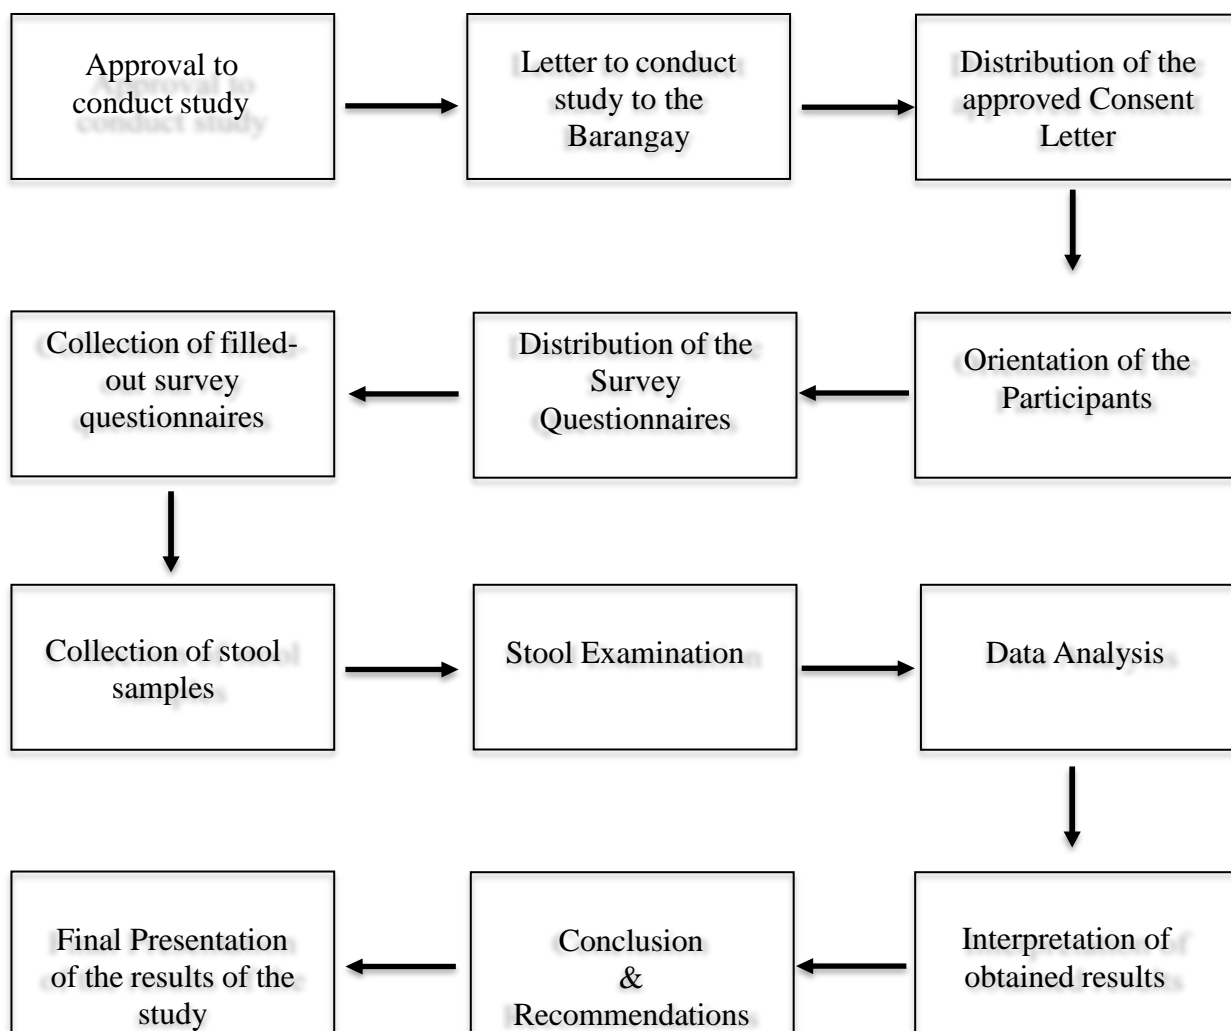 Approval to
conduct study
Letter to conduct
study to the
Barangay
Distribution of the
approved Consent
Letter
Orientation of the
Participants
Distribution of the
Survey
Questionnaires
Collection of filled-
out survey
questionnaires
Collection of stool
samples
Stool Examination
Data Analysis
Interpretation of
obtained results
Conclusion
&
Recommendations
Final Presentation
of the results of the
study